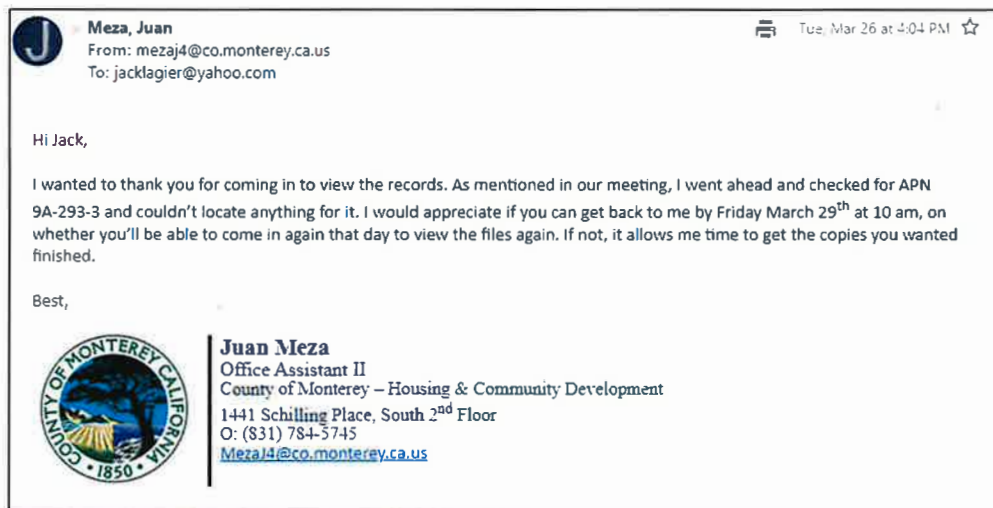 J
Meza, Juan
Tue, Mar 26 at 4:04 PM
From: mezaj4@co.monterey.ca.us
To: jacklagier@yahoo.com
Hi Jack,
I wanted to thank you for coming in to view the records. As mentioned in our meeting, I went ahead and checked for APN
9A-293-3 and couldn't locate anything for it. I would appreciate if you can get back to me by Friday March 29th at 10 am, on
whether you'll be able to come in again that day to view the files again. If not, it allows me time to get the copies you wanted
finished.
Best,
COUNTY OF MONTEREY CALIFORNIA
• 1850 •
Juan Meza
Office Assistant II
County of Monterey – Housing & Community Development
1441 Schilling Place, South 2nd Floor
O: (831) 784-5745
MezaJ4@co.monterey.ca.us